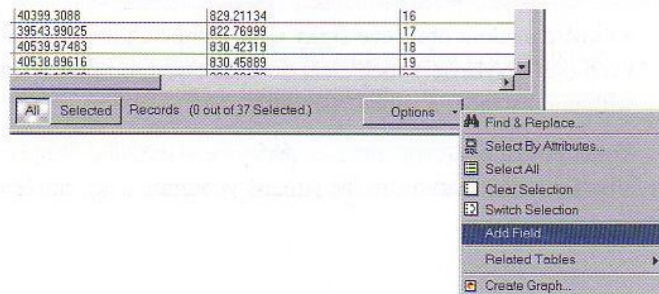 40399.3088 829.21134 16
39543.99025 822.76999 17
40539.97483 830.42319 18
40538.89616 830.45889 19
All Selected Records (0 out of 37 Selected.) Options
Find & Replace...
Select By Attributes...
Select All
Clear Selection
Switch Selection
Add Field...
Related Tables
Create Graph...